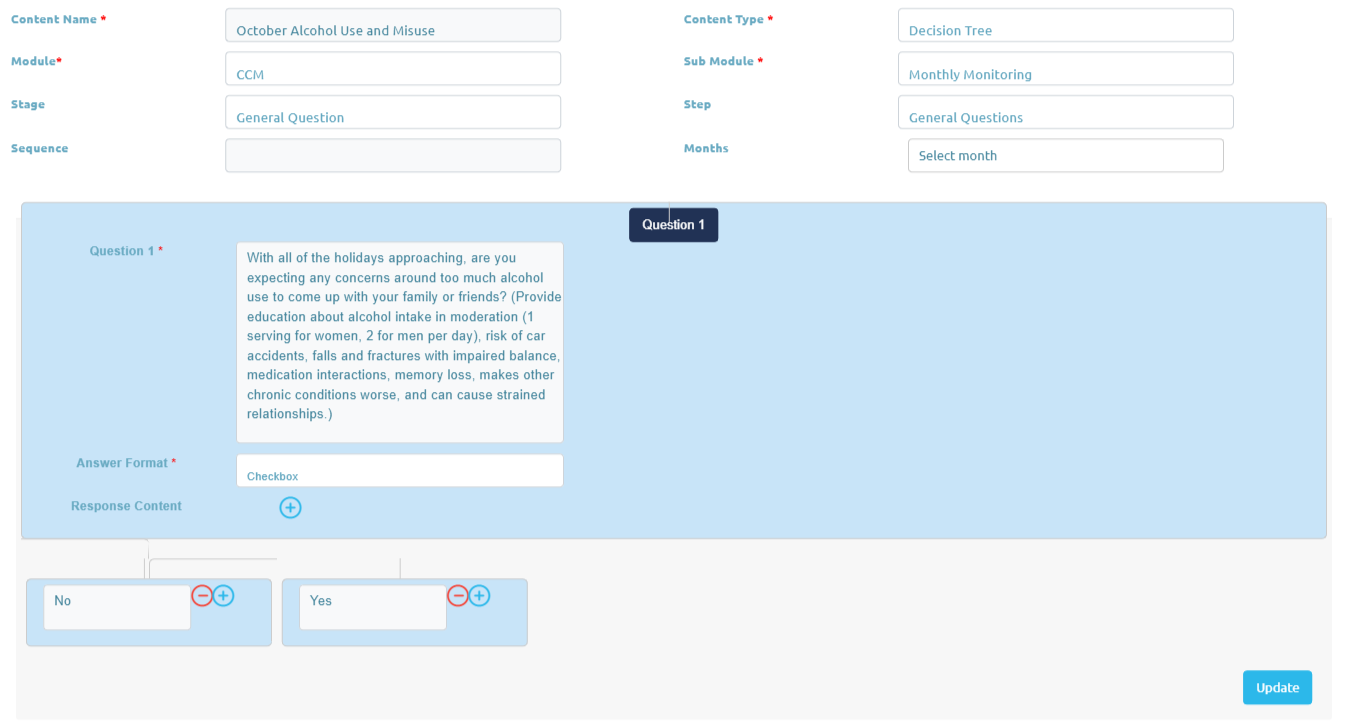 Content Name *
October Alcohol Use and Misuse
Content Type *
Decision Tree
Module*
CCM
Sub Module *
Monthly Monitoring
Stage
General Question
Step
General Questions
Sequence
Months
Select month
Question 1
Question 1 *
With all of the holidays approaching, are you
expecting any concerns around too much alcohol
use to come up with your family or friends? (Provide
education about alcohol intake in moderation (1
serving for women, 2 for men per day), risk of car
accidents, falls and fractures with impaired balance,
medication interactions, memory loss, makes other
chronic conditions worse, and can cause strained
relationships.)
Answer Format *
Checkbox
Response Content
No
Yes
Update